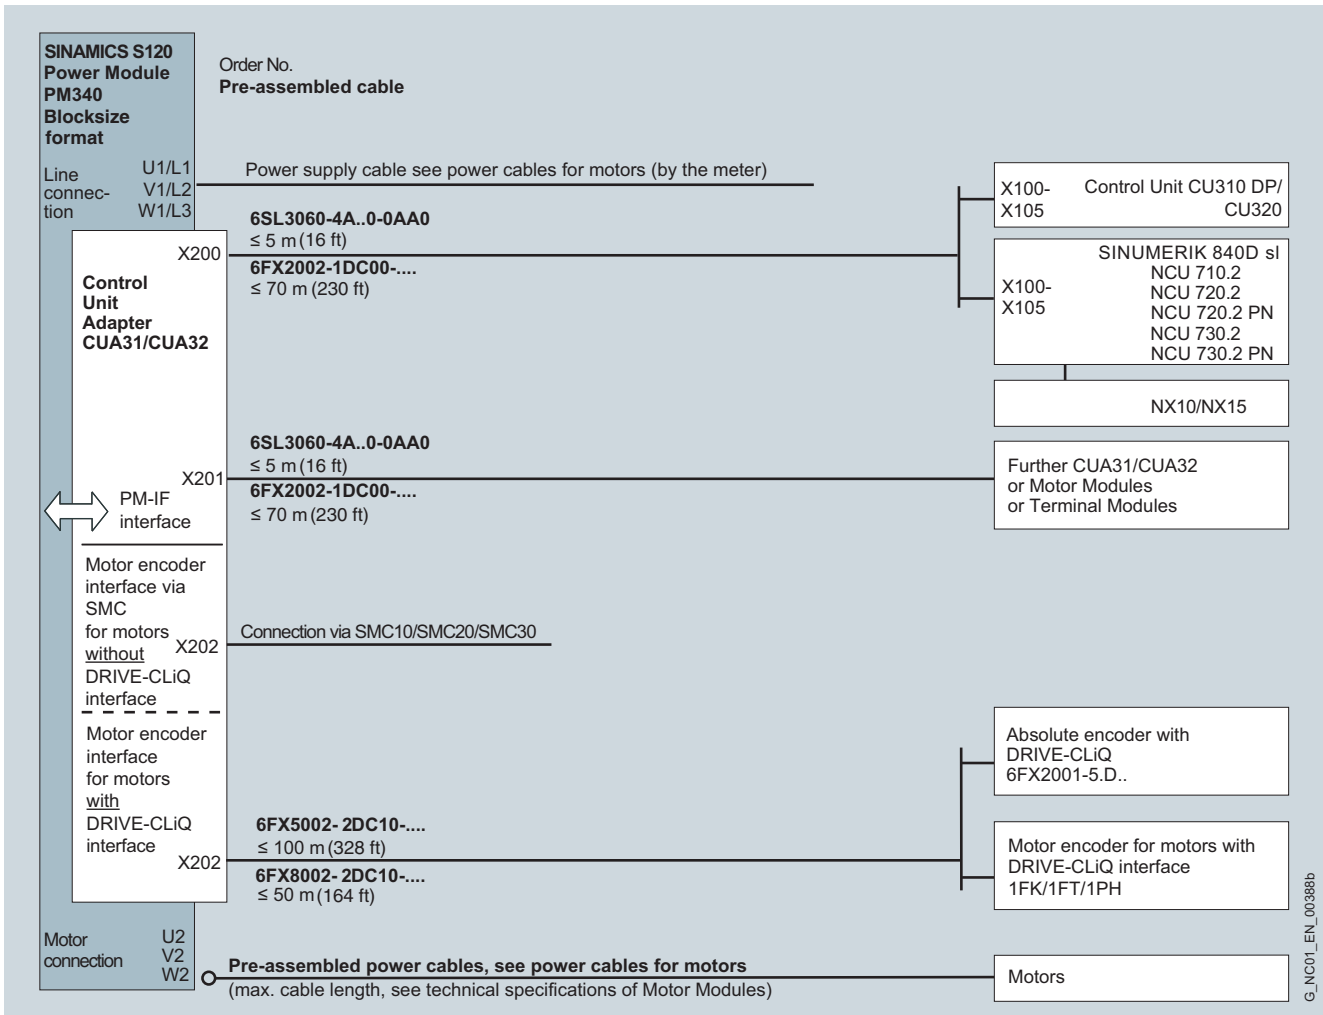 SINAMICS S120
Power Module
PM340
Blocksize
format
Order No.
Pre-assembled cable
Line
connec-
tion
U1/L1
V1/L2
W1/L3
Power supply cable see power cables for motors (by the meter)
X100-
X105
Control Unit CU310 DP/
CU320
6SL3060-4A..0-0AA0
≤ 5 m (16 ft)
X200
6FX2002-1DC00-....
≤ 70 m (230 ft)
Control
Unit
Adapter
CUA31/CUA32
X100-
X105
SINUMERIK 840D sl
NCU 710.2
NCU 720.2
NCU 720.2 PN
NCU 730.2
NCU 730.2 PN
NX10/NX15
6SL3060-4A..0-0AA0
≤ 5 m (16 ft)
X201
6FX2002-1DC00-....
≤ 70 m (230 ft)
Further CUA31/CUA32
or Motor Modules
or Terminal Modules
PM-IF
interface
Motor encoder
interface via
SMC
for motors
without
DRIVE-CLiQ
interface
X202
Connection via SMC10/SMC20/SMC30
Motor encoder
interface
for motors
with
DRIVE-CLiQ
interface
X202
6FX5002- 2DC10-....
≤ 100 m (328 ft)
6FX8002- 2DC10-....
≤ 50 m (164 ft)
Absolute encoder with
DRIVE-CLiQ
6FX2001-5.D..
Motor encoder for motors with
DRIVE-CLiQ interface
1FK/1FT/1PH
Motor
connection
U2
V2
W2
Pre-assembled power cables, see power cables for motors
(max. cable length, see technical specifications of Motor Modules)
Motors
G_NC01_EN_00388b